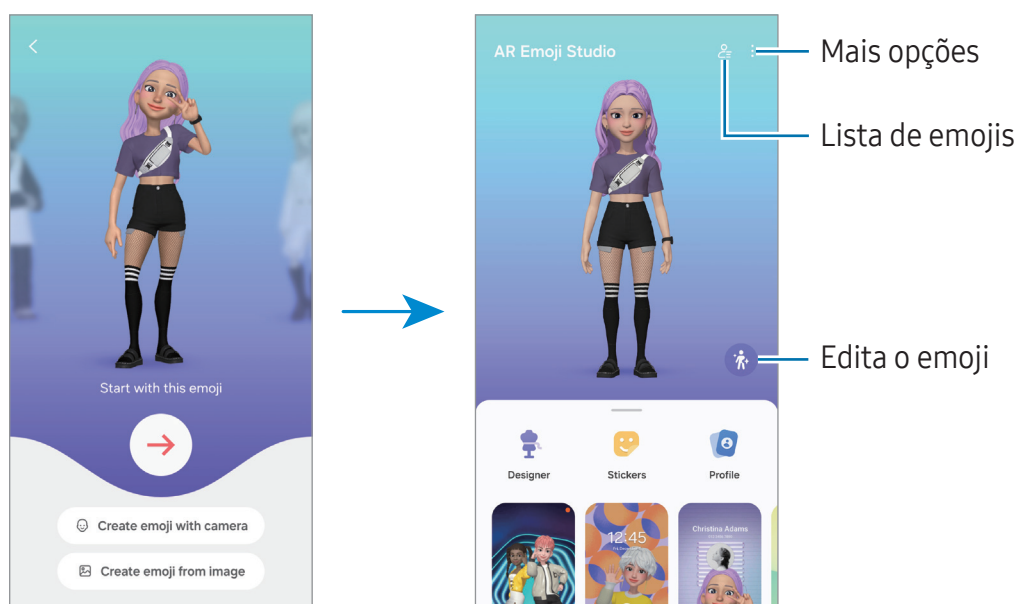 Start with this emoji
Create emoji with camera
Create emoji from image
AR Emoji Studio
Mais opções
Lista de emojis
Edita o emoji
Designer
Stickers
Profile
12:45
Christina Adams